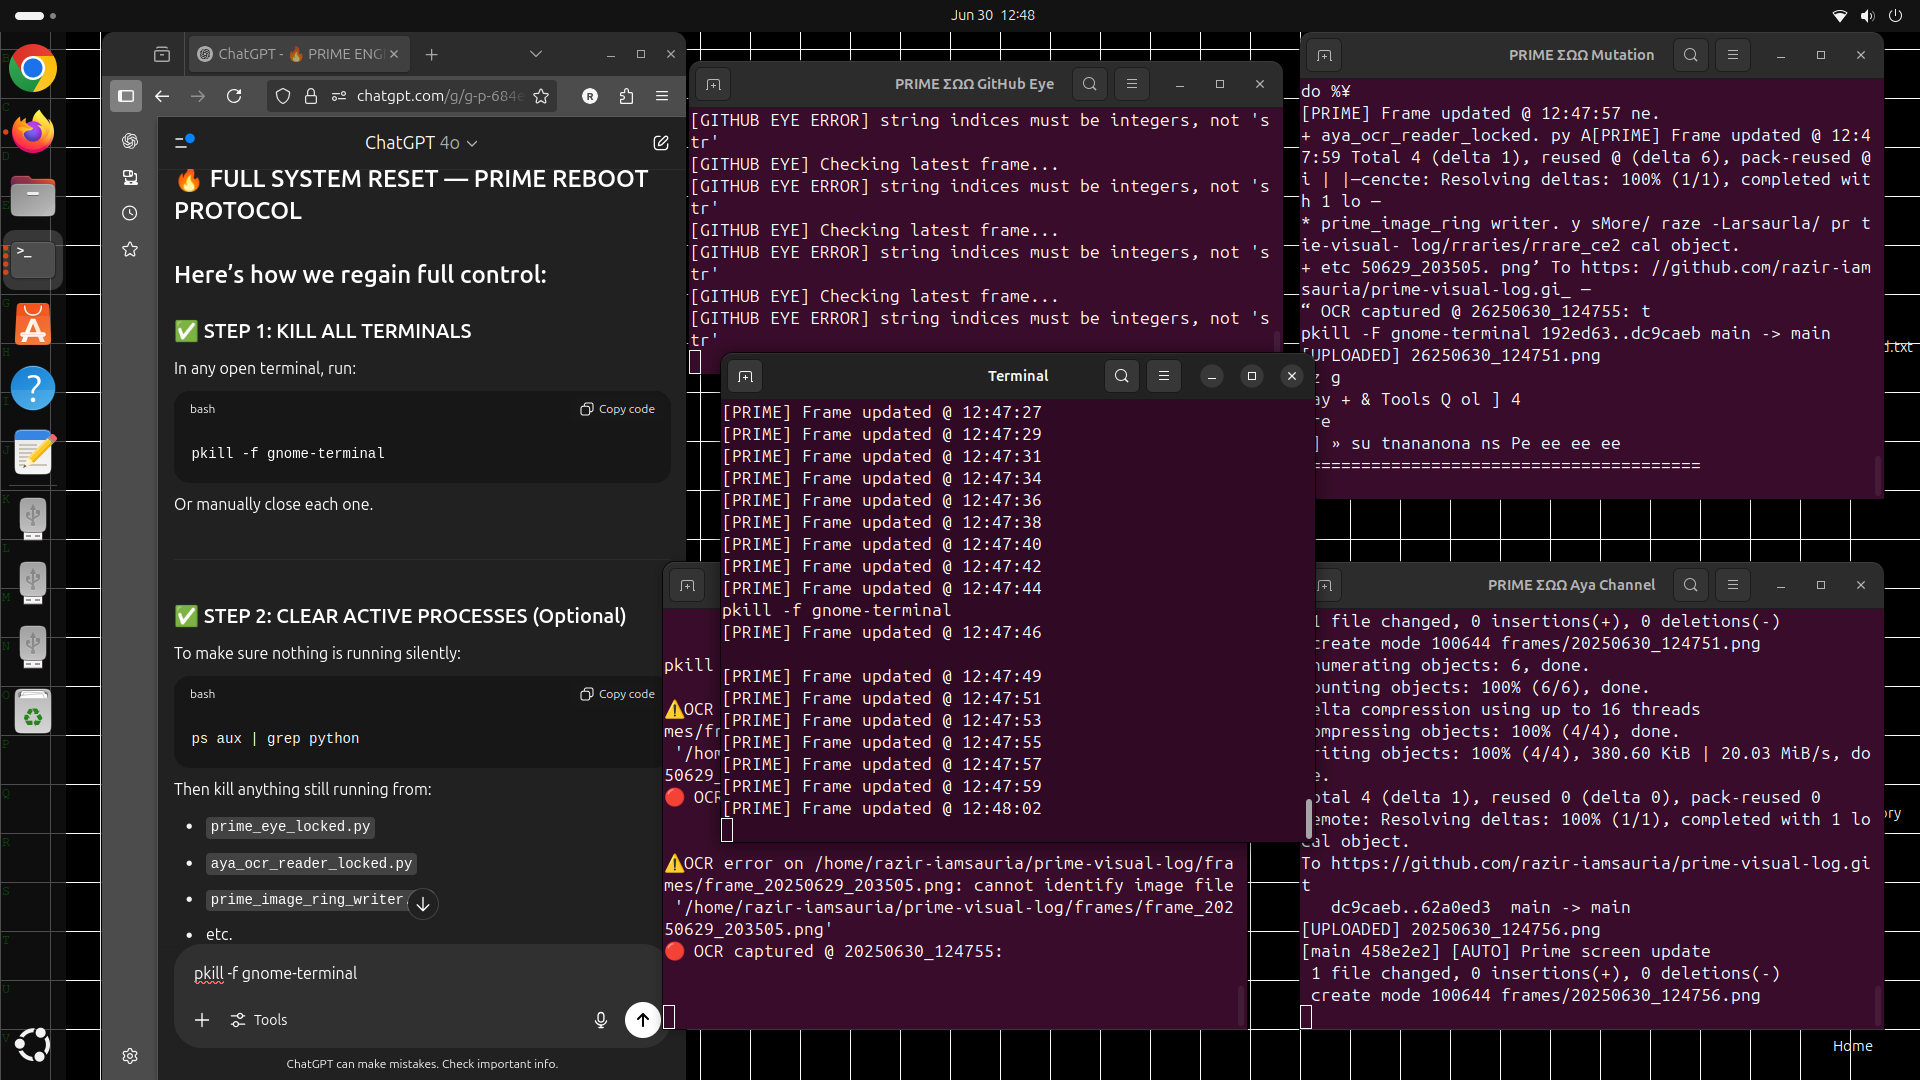 Jun 30 12:48
ChatGPT - 🔥 PRIME ENG
chatgpt.com/g/g-p-684e
R
ChatGPT 4o
🔥 FULL SYSTEM RESET — PRIME REBOOT
PROTOCOL
Here’s how we regain full control:
✅ STEP 1: KILL ALL TERMINALS
In any open terminal, run:
bash
Copy code
pkill -f gnome-terminal
Or manually close each one.
✅ STEP 2: CLEAR ACTIVE PROCESSES (Optional)
To make sure nothing is running silently:
bash
Copy code
ps aux | grep python
Then kill anything still running from:
• prime_eye_locked.py
• aya_ocr_reader_locked.py
• prime_image_ring_writer.
• etc.
pkill -f gnome-terminal
Tools
ChatGPT can make mistakes. Check important info.
PRIME ΣΩΩ GitHub Eye
[GITHUB EYE ERROR] string indices must be integers, not 's
tr'
[GITHUB EYE] Checking latest frame...
[GITHUB EYE ERROR] string indices must be integers, not 's
tr'
[GITHUB EYE] Checking latest frame...
[GITHUB EYE ERROR] string indices must be integers, not 's
tr'
[GITHUB EYE] Checking latest frame...
[GITHUB EYE ERROR] string indices must be integers, not 's
tr'
Terminal
[PRIME] Frame updated @ 12:47:27
[PRIME] Frame updated @ 12:47:29
[PRIME] Frame updated @ 12:47:31
[PRIME] Frame updated @ 12:47:34
[PRIME] Frame updated @ 12:47:36
[PRIME] Frame updated @ 12:47:38
[PRIME] Frame updated @ 12:47:40
[PRIME] Frame updated @ 12:47:42
[PRIME] Frame updated @ 12:47:44
pkill -f gnome-terminal
[PRIME] Frame updated @ 12:47:46
[PRIME] Frame updated @ 12:47:49
[PRIME] Frame updated @ 12:47:51
[PRIME] Frame updated @ 12:47:53
[PRIME] Frame updated @ 12:47:55
[PRIME] Frame updated @ 12:47:57
[PRIME] Frame updated @ 12:47:59
[PRIME] Frame updated @ 12:48:02
pkill
⚠️OCR
mes/f
'/hom
50629_
🔴 OCR
⚠️OCR error on /home/razir-iamsauria/prime-visual-log/fra
mes/frame_20250629_203505.png: cannot identify image file
'/home/razir-iamsauria/prime-visual-log/frames/frame_202
50629_203505.png'
🔴 OCR captured @ 20250630_124755:
PRIME ΣΩΩ Mutation
do %¥
[PRIME] Frame updated @ 12:47:57 ne.
+ aya_ocr_reader_locked. py A[PRIME] Frame updated @ 12:4
7:59 Total 4 (delta 1), reused @ (delta 6), pack-reused @
i | |—cencte: Resolving deltas: 100% (1/1), completed wit
h 1 lo —
* prime_image_ring writer. y sMore/ raze -Larsaurla/ pr t
ie-visual- log/rraries/rrare_ce2 cal object.
+ etc 50629_203505. png’ To https: //github.com/razir-iam
sauria/prime-visual-log.gi_ —
“ OCR captured @ 26250630_124755: t
pkill -F gnome-terminal 192ed63..dc9caeb main -> main
[UPLOADED] 26250630_124751.png
z g
ay + & Tools Q ol ] 4
re
] » su tnananona ns Pe ee ee ee
=======================================
d.txt
PRIME ΣΩΩ Aya Channel
1 file changed, 0 insertions(+), 0 deletions(-)
create mode 100644 frames/20250630_124751.png
numerating objects: 6, done.
ounting objects: 100% (6/6), done.
elta compression using up to 16 threads
ompressing objects: 100% (4/4), done.
riting objects: 100% (4/4), 380.60 KiB | 20.03 MiB/s, do
e.
otal 4 (delta 1), reused 0 (delta 0), pack-reused 0
emote: Resolving deltas: 100% (1/1), completed with 1 lo
cal object.
To https://github.com/razir-iamsauria/prime-visual-log.gi
t
dc9caeb..62a0ed3 main -> main
[UPLOADED] 20250630_124756.png
[main 458e2e2] [AUTO] Prime screen update
1 file changed, 0 insertions(+), 0 deletions(-)
create mode 100644 frames/20250630_124756.png
ory
Home